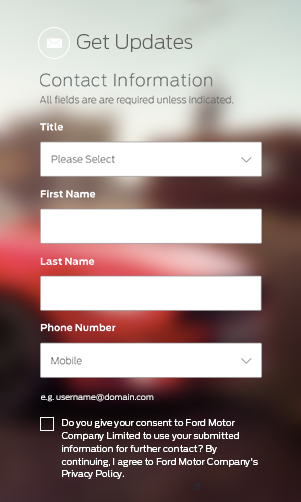 Get Updates
Contact Information
All fields are are required unless indicated.
Title
Please Select
First Name
Last Name
Phone Number
Mobile
e.g. username@domain.com
Do you give your consent to Ford Motor
Company Limited to use your submitted
information for further contact? By
continuing, I agree to Ford Motor Company's
Privacy Policy.